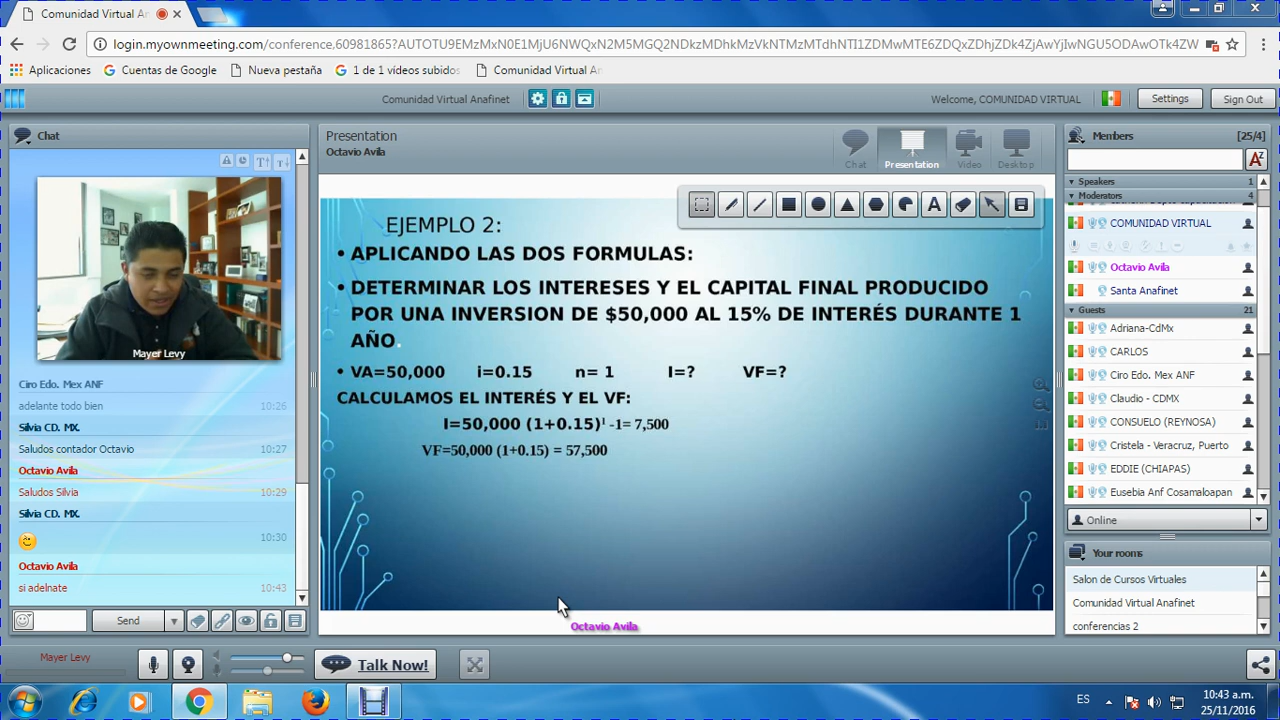 Comunidad Virtual An
login.myownmeeting.com/conference,60981865?AUTOTU9EMzMxN0E1MjU6NWQxN2M5MGQ2NDkzMDhkMzVkNTMzMTdhNTI1ZDMwMTE6ZDQxZDhjZDk4ZjAwYjIwNGU5ODAwOTk4ZW
Aplicaciones Cuentas de Google Nueva pestaña 1 de 1 vídeos subidos Comunidad Virtual An
Comunidad Virtual Anafinet Welcome, COMUNIDAD VIRTUAL Settings Sign Out
Chat
Mayer Levy
Ciro Edo. Mex ANF
adelante todo bien 10:26
Silvia CD. MX.
Saludos contador Octavio 10:27
Octavio Avila
Saludos Silvia 10:29
Silvia CD. MX.
10:30
Octavio Avila
si adelnate 10:43
Send
Mayer Levy
Talk Now!
Presentation
Octavio Avila
Chat Presentation Video Desktop
EJEMPLO 2:
• APLICANDO LAS DOS FORMULAS:
• DETERMINAR LOS INTERESES Y EL CAPITAL FINAL PRODUCIDO
POR UNA INVERSION DE $50,000 AL 15% DE INTERÉS DURANTE 1
AÑO.
• VA=50,000 i=0.15 n= 1 I=? VF=?
CALCULAMOS EL INTERÉS Y EL VF:
I=50,000 (1+0.15)¹ -1= 7,500
VF=50,000 (1+0.15) = 57,500
Octavio Avila
Members [25/4]
Speakers 1
Moderators 4
COMUNIDAD VIRTUAL
Octavio Avila
Santa Anafinet
Guests 21
Adriana-CdMx
CARLOS
Ciro Edo. Mex ANF
Claudio - CDMX
CONSUELO (REYNOSA)
Cristela - Veracruz, Puerto
EDDIE (CHIAPAS)
Eusebia Anf Cosamaloapan
Online
Your rooms
Salon de Cursos Virtuales
Comunidad Virtual Anafinet
conferencias 2
ES 10:43 a.m.
25/11/2016